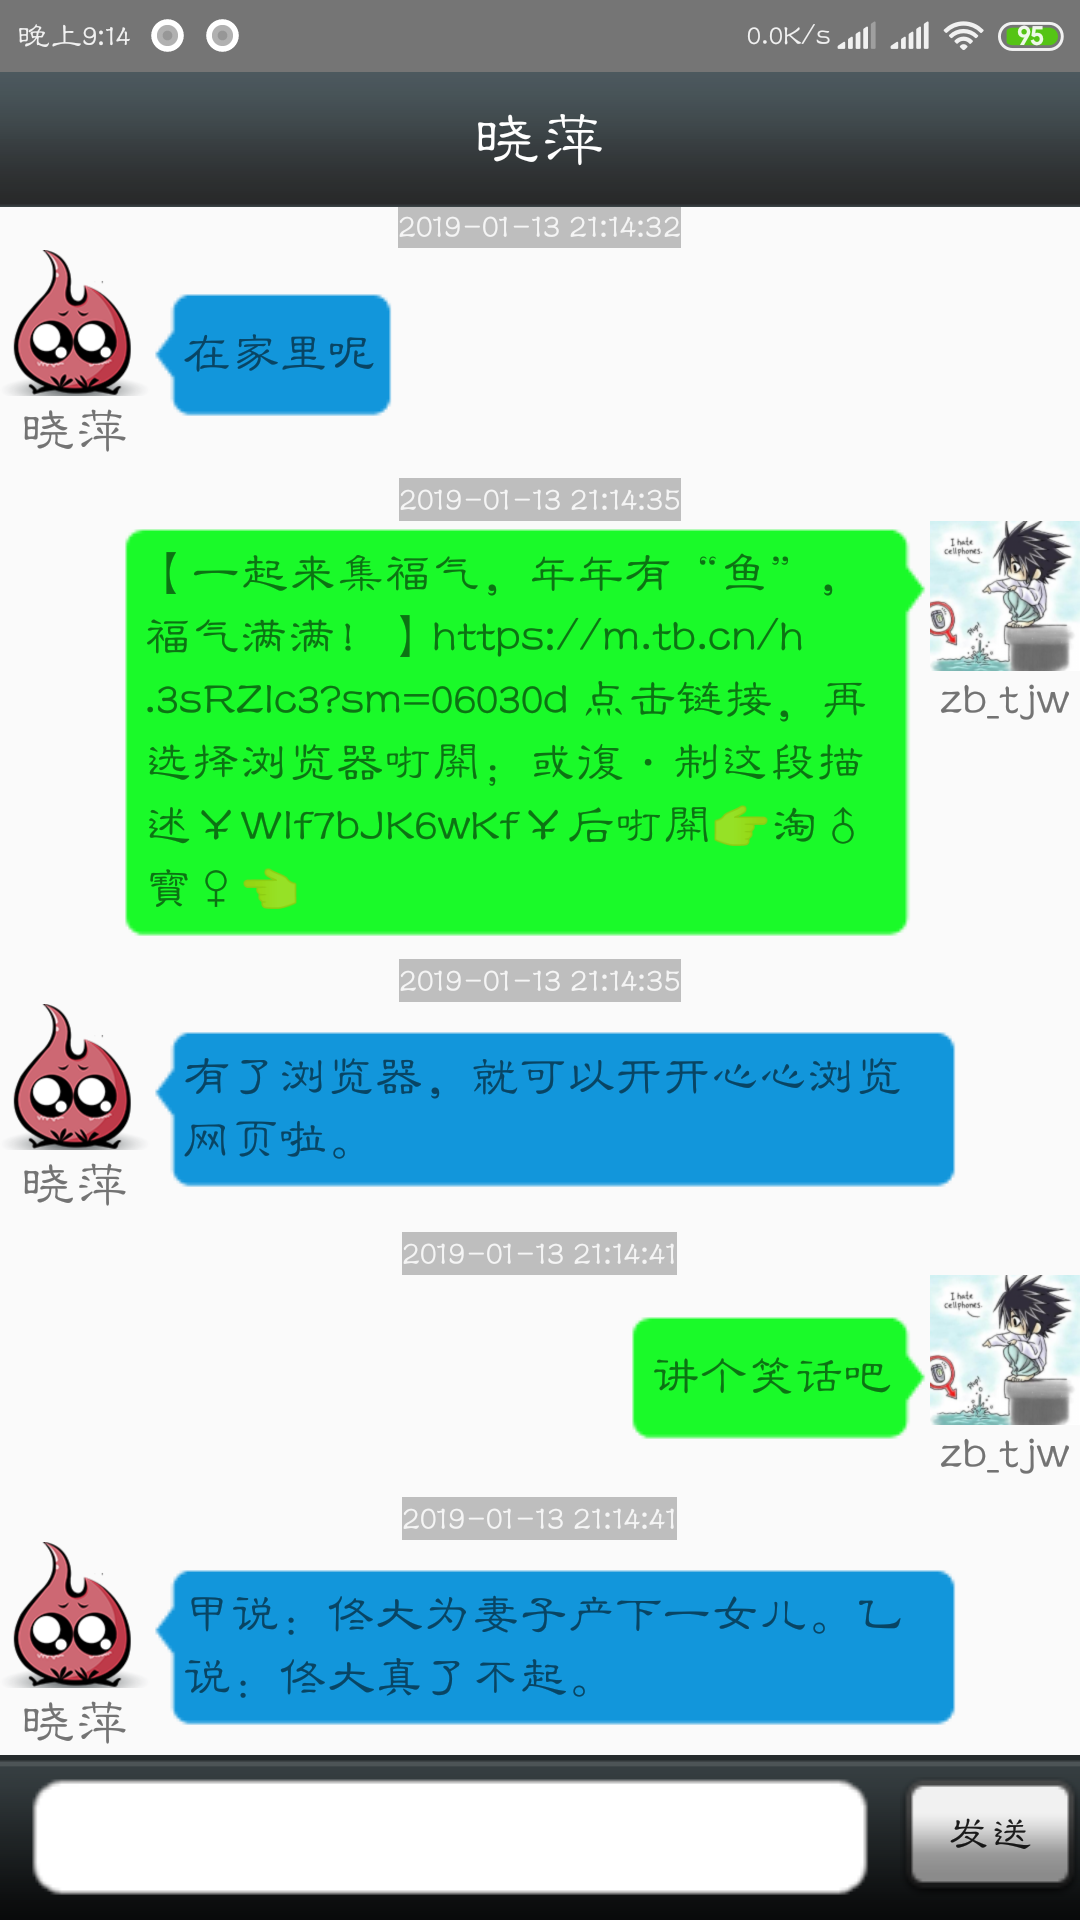 晚上9:14
0.0K/s
95
晓萍
2019-01-13 21:14:32
在家里呢
晓萍
2019-01-13 21:14:35
I hate
cellphones.
【一起来集福气，年年有“鱼”，
福气满满！】https://m.tb.cn/h
.3sRZlc3?sm=06030d 点击链接，再
选择浏览器咑閞；或復·制这段描
述￥Wlf7bJK6wKf￥后咑閞👉淘♂
寳♀👈
zb_tjw
2019-01-13 21:14:35
有了浏览器，就可以开开心心浏览
网页啦。
晓萍
2019-01-13 21:14:41
I hate
cellphones.
讲个笑话吧
zb_tjw
2019-01-13 21:14:41
甲说：佟大为妻子产下一女儿。乙
说：佟大真了不起。
晓萍
发送